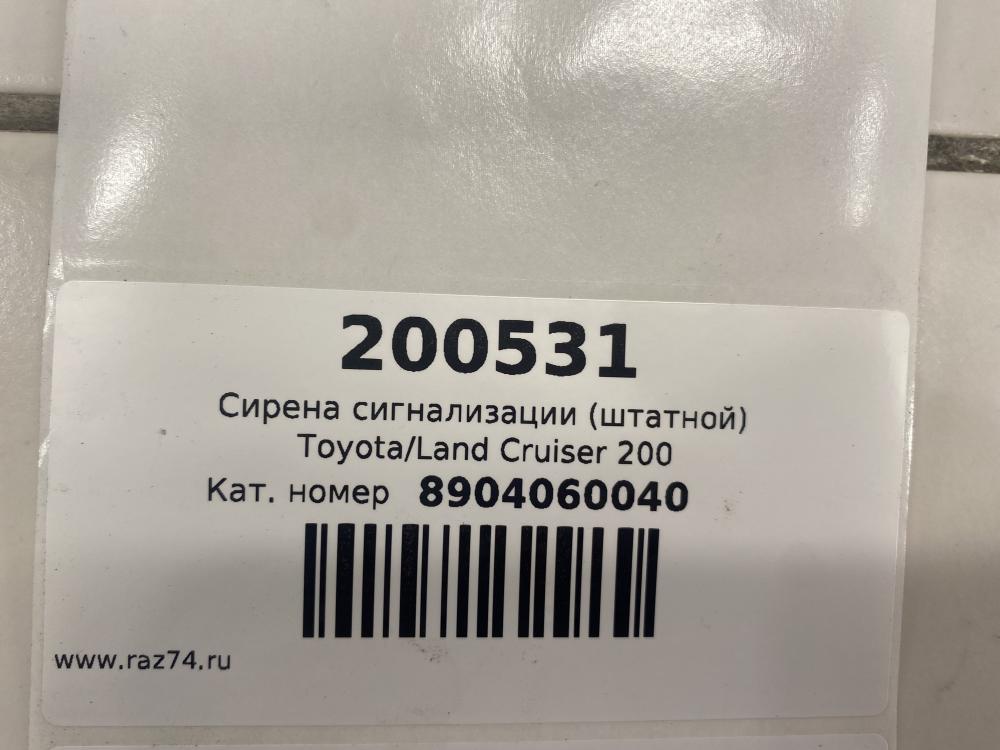 200531
Сирена сигнализации (штатной)
Toyota/Land Cruiser 200
Кат. номер 8904060040
www.raz74.ru